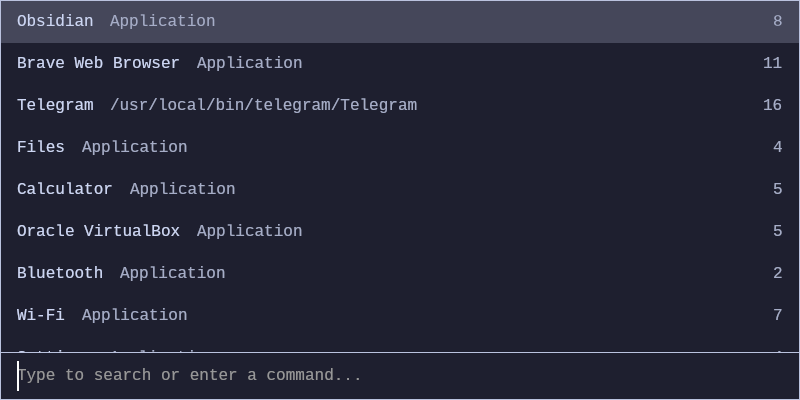 Obsidian Application 8
Brave Web Browser Application 11
Telegram /usr/local/bin/telegram/Telegram 16
Files Application 4
Calculator Application 5
Oracle VirtualBox Application 5
Bluetooth Application 2
Wi-Fi Application 7
Type to search or enter a command...